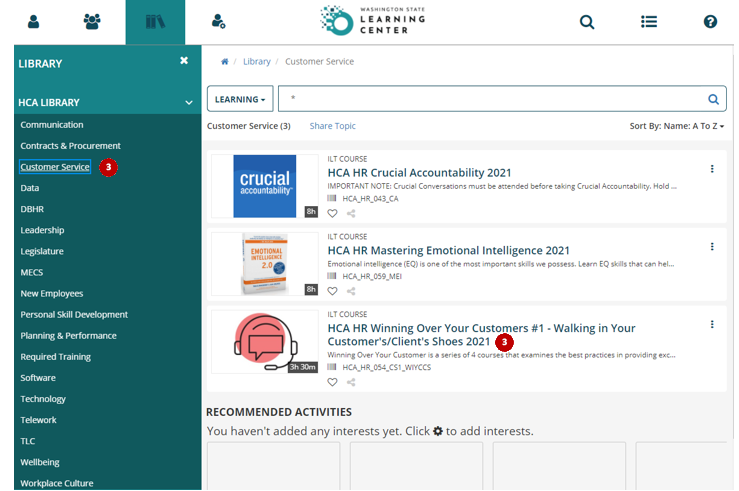 WASHINGTON STATE
LEARNING
CENTER
LIBRARY
HCA LIBRARY
Communication
Contracts & Procurement
Customer Service 3
Data
DBHR
Leadership
Legislature
MECS
New Employees
Personal Skill Development
Planning & Performance
Required Training
Software
Technology
Telework
TLC
Wellbeing
Workplace Culture
/ Library / Customer Service
LEARNING *
Customer Service (3) Share Topic Sort By: Name: A To Z
crucial
accountability
8h
ILT COURSE
HCA HR Crucial Accountability 2021
IMPORTANT NOTE: Crucial Conversations must be attended before taking Crucial Accountability. Hold ...
HCA_HR_043_CA
EMOTIONAL
INTELLIGENCE
2.0
8h
ILT COURSE
HCA HR Mastering Emotional Intelligence 2021
Emotional intelligence (EQ) is one of the most important skills we possess. Learn EQ skills that can hel...
HCA_HR_059_MEI
3h 30m
ILT COURSE
HCA HR Winning Over Your Customers #1 - Walking in Your
Customer's/Client's Shoes 2021 3
Winning Over Your Customer is a series of 4 courses that examines the best practices in providing exc...
HCA_HR_054_CS1_WIYCCS
RECOMMENDED ACTIVITIES
You haven't added any interests yet. Click to add interests.